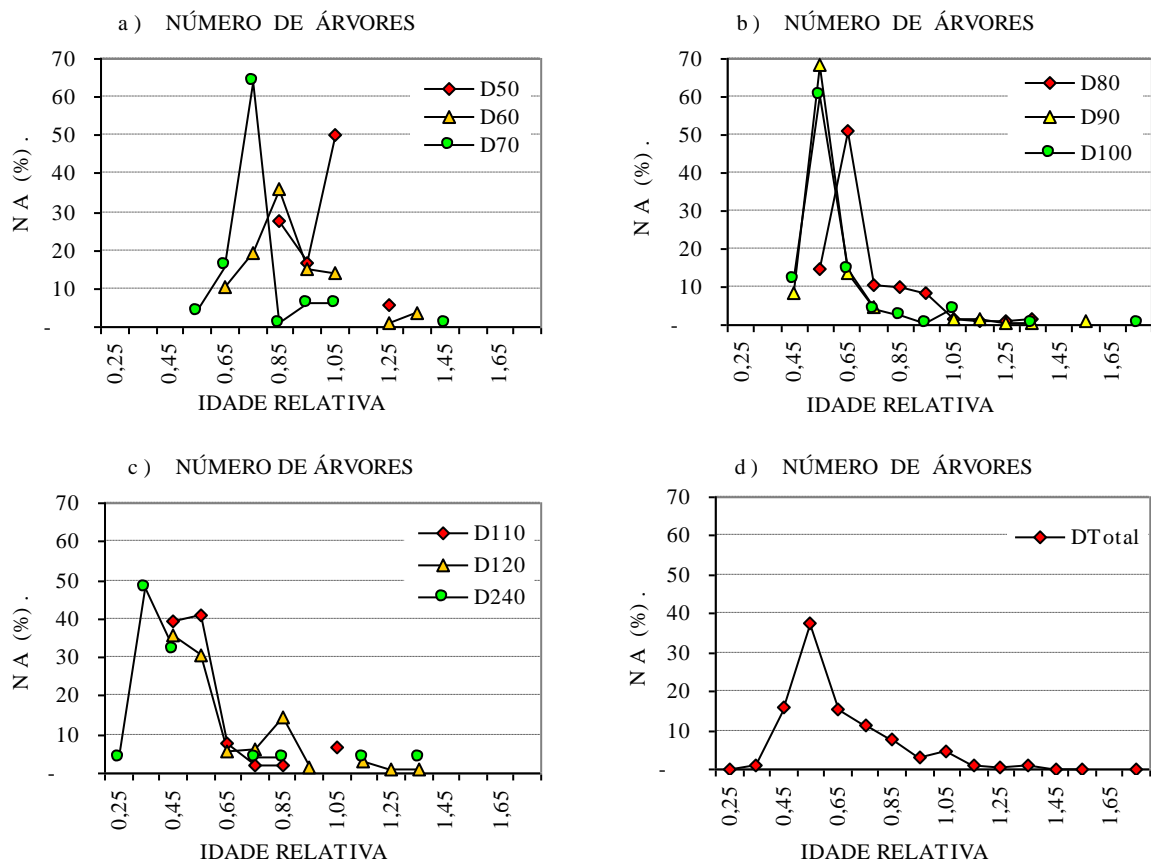 a )   NÚMERO  DE  ÁRVORES
70
60
50
40
30
20
10
-
N A (%) .
D50
D60
D70
0,25
0,45
0,65
0,85
1,05
1,25
1,45
1,65
IDADE RELATIVA
b )   NÚMERO  DE  ÁRVORES
70
60
50
40
30
20
10
-
N A (%) .
D80
D90
D100
0,25
0,45
0,65
0,85
1,05
1,25
1,45
1,65
IDADE RELATIVA
c )   NÚMERO DE ÁRVORES
70
60
50
40
30
20
10
-
N A (%) .
D110
D120
D240
0,25
0,45
0,65
0,85
1,05
1,25
1,45
1,65
IDADE RELATIVA
d )   NÚMERO  DE  ÁRVORES
70
60
50
40
30
20
10
-
N A (%) .
DTotal
0,25
0,45
0,65
0,85
1,05
1,25
1,45
1,65
IDADE RELATIVA